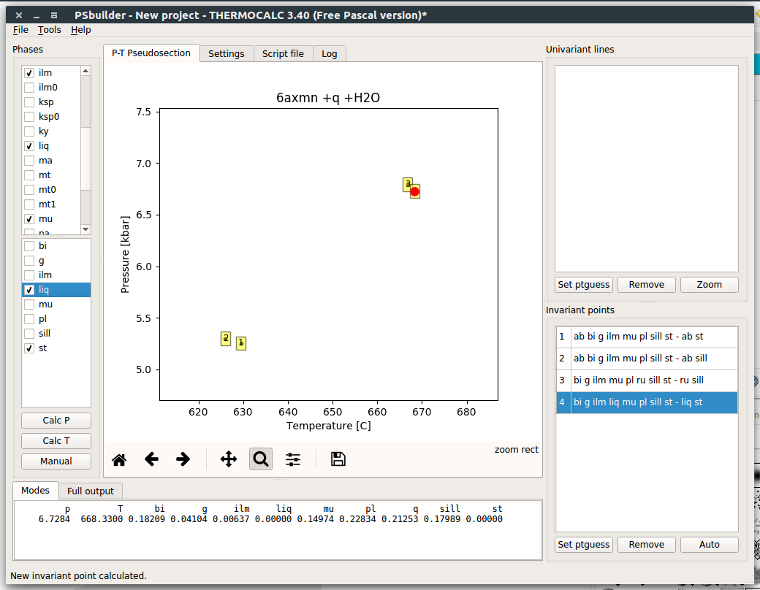 PSbuilder - New project - THERMOCALC 3.40 (Free Pascal version)*
File Tools Help
Phases
ilm
ilm0
ksp
ksp0
ky
liq
ma
mt
mt0
mt1
mu
pa
bi
g
ilm
liq
mu
pl
sill
st
Calc P
Calc T
Manual
P-T Pseudosection Settings Script file Log
6axmn +q +H2O
7.5
7.0
6.5
6.0
5.5
5.0
Pressure [kbar]
3
2 1
620 630 640 650 660 670 680
Temperature [C]
zoom rect
Univariant lines
Set ptguess Remove Zoom
Invariant points
1 ab bi g ilm mu pl sill st - ab st
2 ab bi g ilm mu pl sill st - ab sill
3 bi g ilm mu pl ru sill st - ru sill
4 bi g ilm liq mu pl sill st - liq st
Set ptguess Remove Auto
Modes Full output
p T bi g ilm liq mu pl q sill st
6.7284 668.3300 0.18209 0.04104 0.00637 0.00000 0.14974 0.22834 0.21253 0.17989 0.00000
New invariant point calculated.